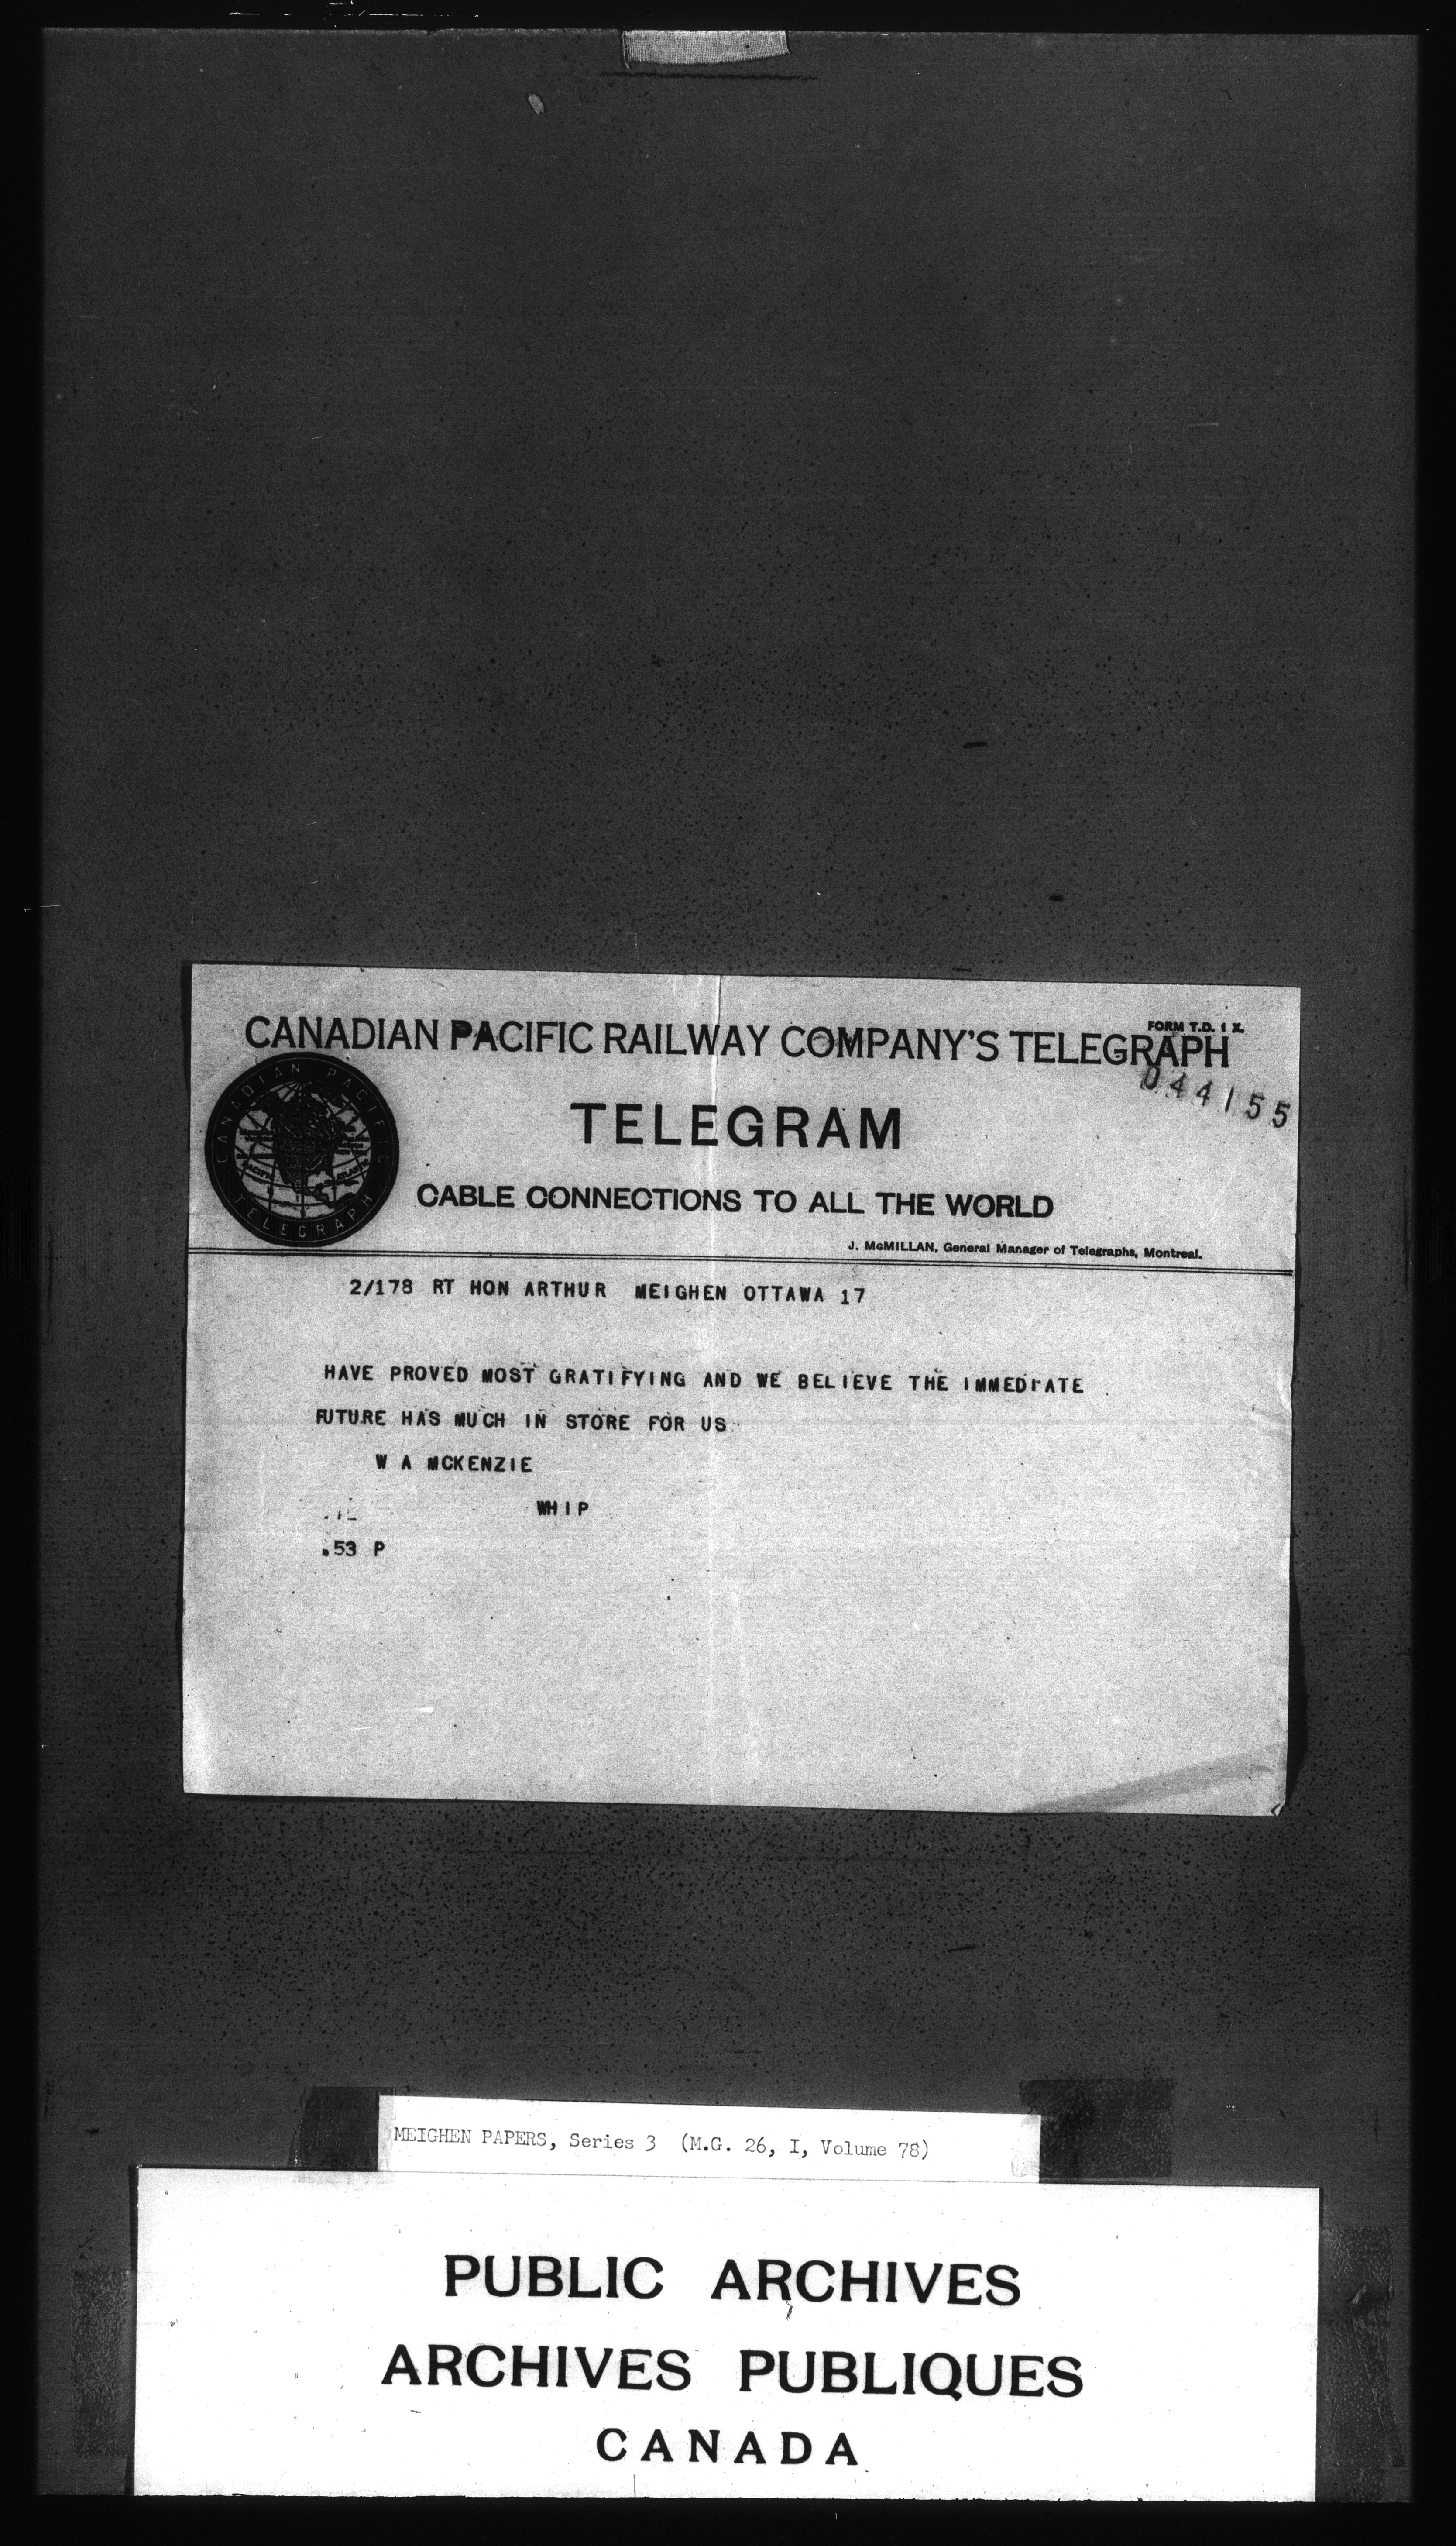 FORM T.D. 1 X.
CANADIAN PACIFIC RAILWAY COMPANY'S TELEGRAPH
044155
CANADIAN PACIFIC
TELEGRAPH
TELEGRAM
CABLE CONNECTIONS TO ALL THE WORLD
J. McMILLAN, General Manager of Telegraphs, Montreal.
2/178 RT HON ARTHUR MEIGHEN OTTAWA 17
HAVE PROVED MOST GRATIFYING AND WE BELIEVE THE IMMEDIATE
FUTURE HAS MUCH IN STORE FOR US
W A MCKENZIE
WHIP
.53 P
MEIGHEN PAPERS, Series 3 (M.G. 26, I, Volume 78)
PUBLIC ARCHIVES
ARCHIVES PUBLIQUES
CANADA